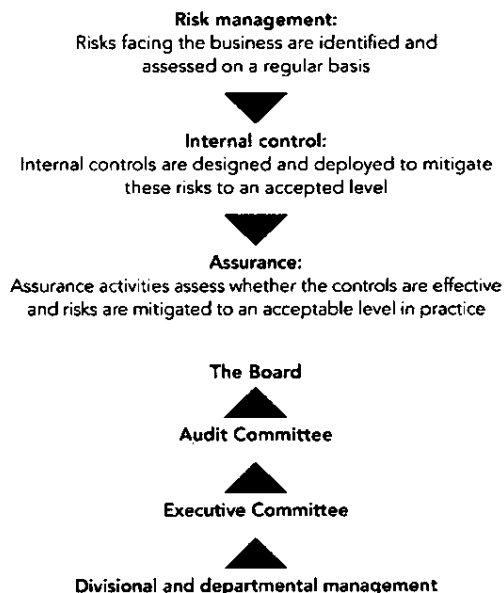 Risk management:
Risks facing the business are identified and
assessed on a regular basis
Internal control:
Internal controls are designed and deployed to mitigate
these risks to an accepted level
Assurance:
Assurance activities assess whether the controls are effective
and risks are mitigated to an acceptable level in practice
The Board
Audit Committee
Executive Committee
Divisional and departmental management